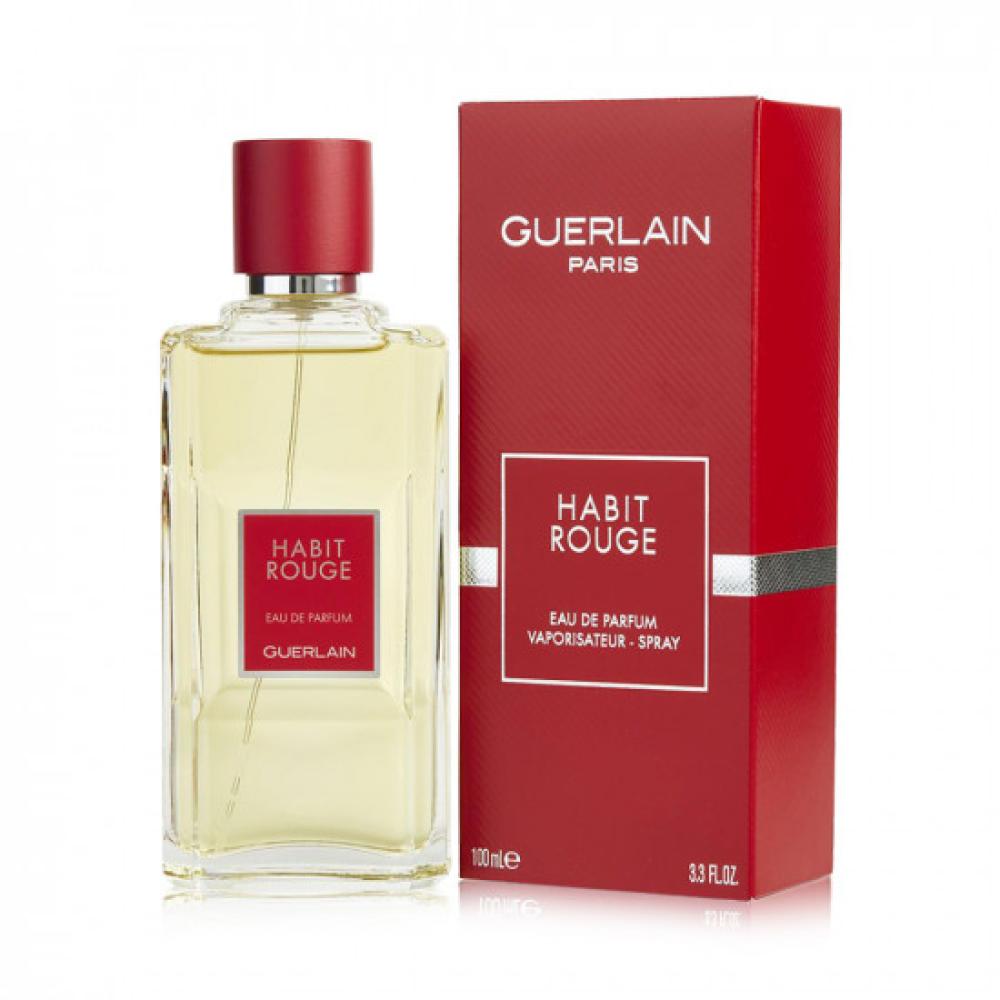 HABIT
ROUGE
EAU DE PARFUM
GUERLAIN
GUERLAIN
PARIS
HABIT
ROUGE
EAU DE PARFUM
VAPORISATEUR - SPRAY
100 mLe
3.3 FL.OZ.